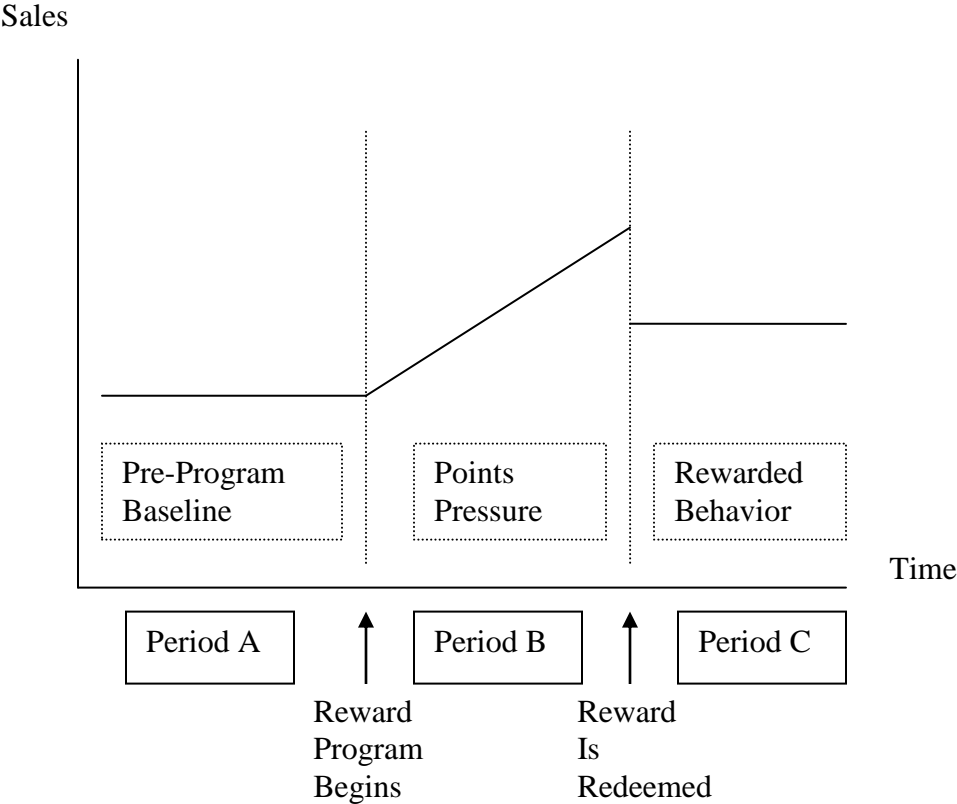 Sales
Pre-Program
Baseline
Points
Pressure
Rewarded
Behavior
Time
Period A
Period B
Period C
Reward
Program
Begins
Reward
Is
Redeemed